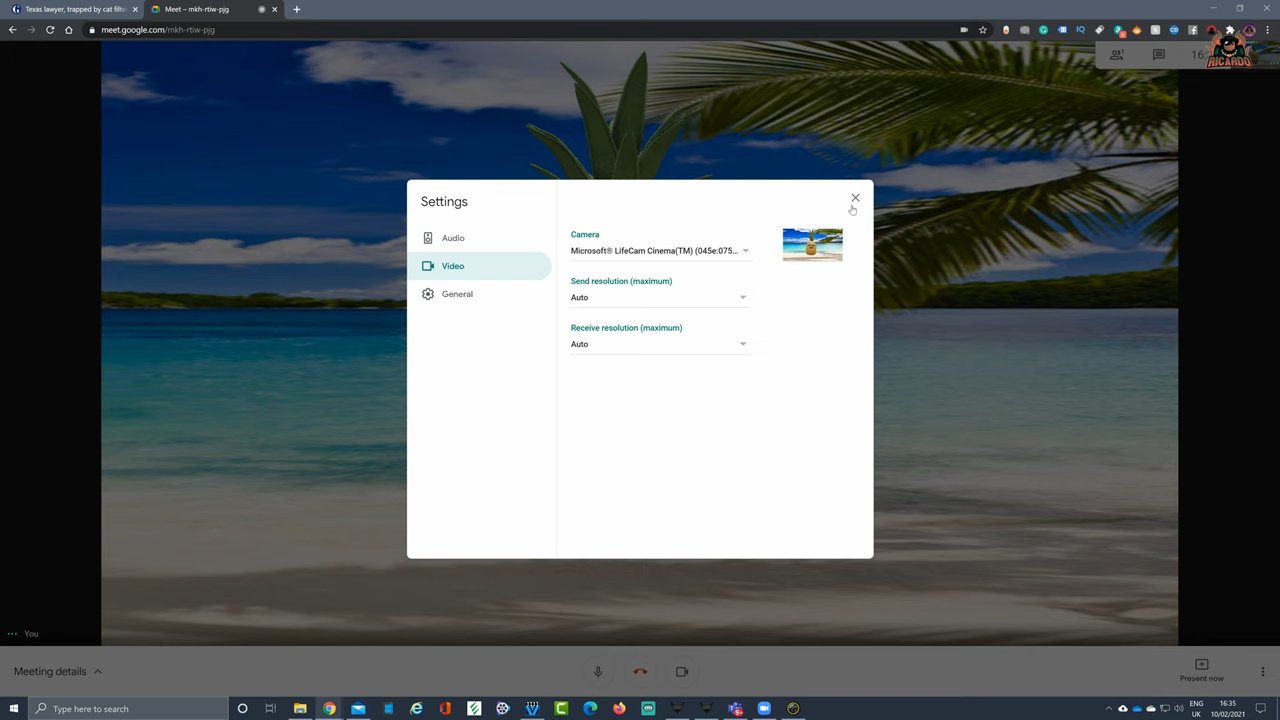 Texas lawyer, trapped by cat filte
Meet – mkh-rtiw-pjg
meet.google.com/mkh-rtiw-pjg
RICARDO
Settings
Audio
Video
General
Camera
Microsoft® LifeCam Cinema(TM) (045e:075...
Send resolution (maximum)
Auto
Receive resolution (maximum)
Auto
You
Meeting details
Present now
Type here to search
ENG
UK
16:35
10/02/2021